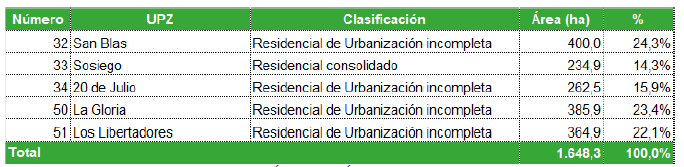 Número UPZ Clasificación Área (ha) %
32 San Blas Residencial de Urbanización incompleta 400,0 24,3%
33 Sosiego Residencial consolidado 234,9 14,3%
34 20 de Julio Residencial de Urbanización incompleta 262,5 15,9%
50 La Gloria Residencial de Urbanización incompleta 385,9 23,4%
51 Los Libertadores Residencial de Urbanización incompleta 364,9 22,1%
Total 1.648,3 100,0%